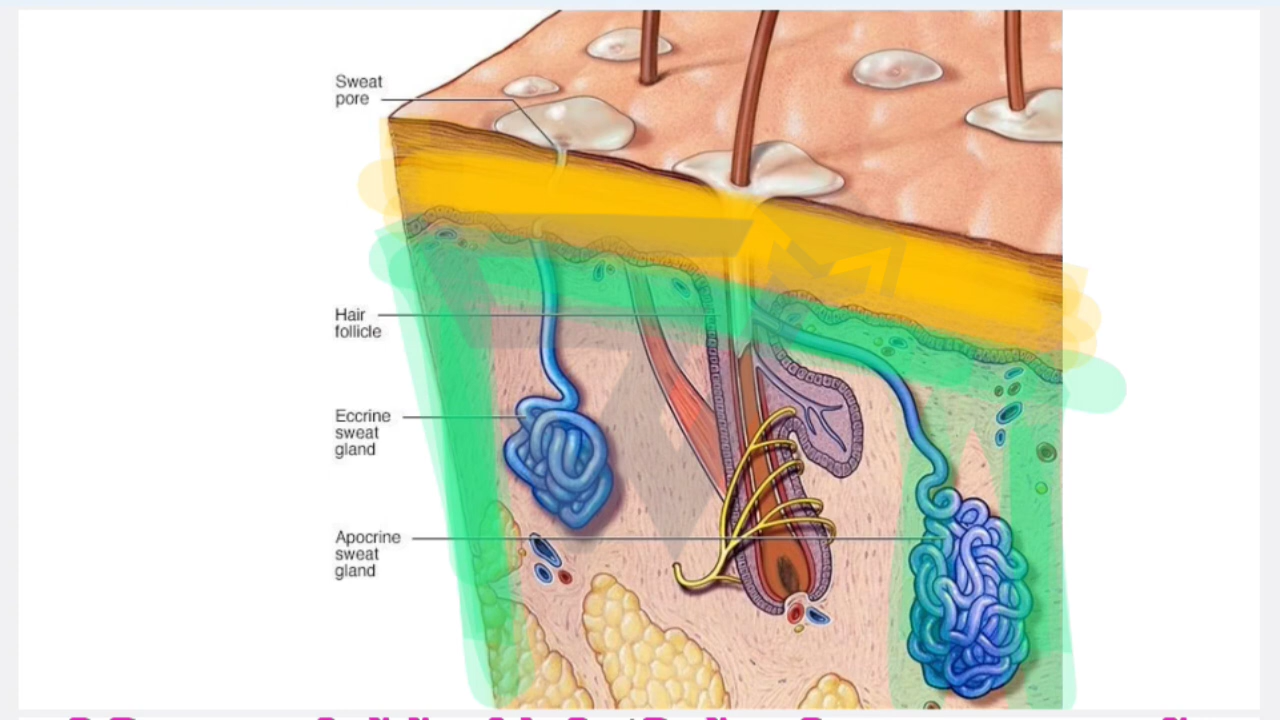 Sweat
pore
Hair
follicle
Eccrine
sweat
gland
Apocrine
sweat
gland